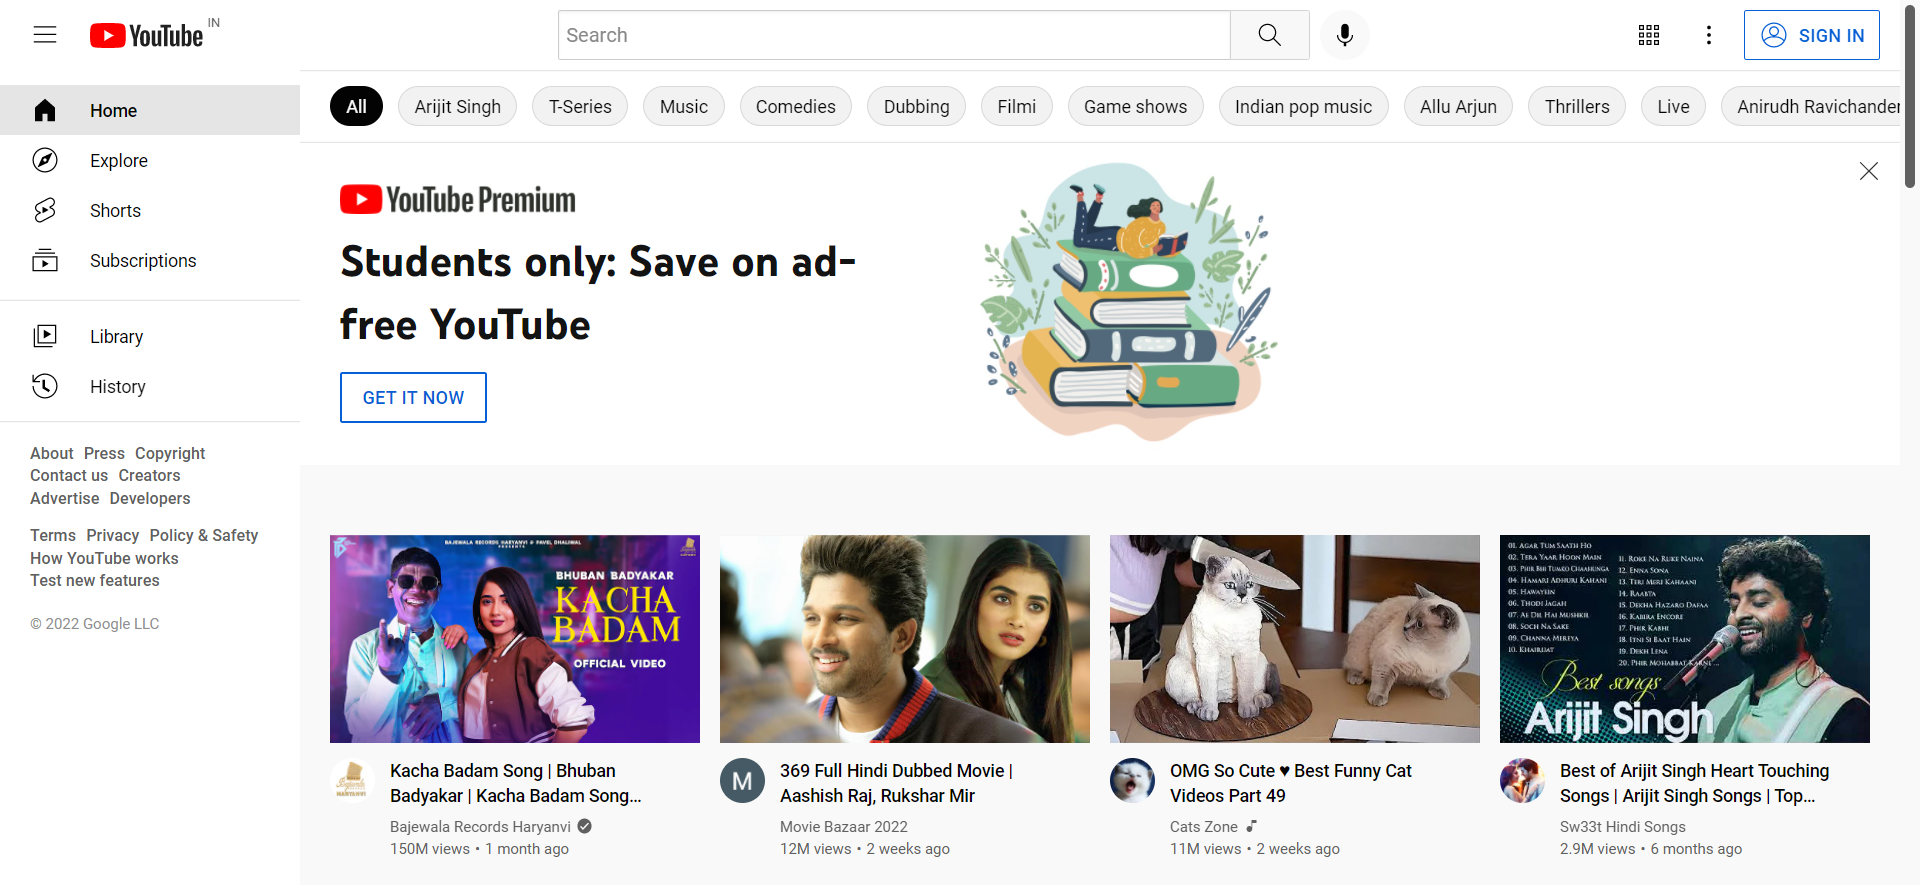 YouTube IN
Search
SIGN IN
Home
Explore
Shorts
Subscriptions
Library
History
About Press Copyright
Contact us Creators
Advertise Developers
Terms Privacy Policy & Safety
How YouTube works
Test new features
© 2022 Google LLC
All Arijit Singh T-Series Music Comedies Dubbing Filmi Game shows Indian pop music Allu Arjun Thrillers Live Anirudh Ravichander
YouTube Premium
Students only: Save on ad-
free YouTube
GET IT NOW
BAJEWALA RECORDS HARYANVI & PAVEL DHALIWAL
PRESENTS
BHUBAN BADYAKAR
KACHA
BADAM
OFFICIAL VIDEO
Kacha Badam Song | Bhuban
Badyakar | Kacha Badam Song...
Bajewala Records Haryanvi
150M views • 1 month ago
M
369 Full Hindi Dubbed Movie |
Aashish Raj, Rukshar Mir
Movie Bazaar 2022
12M views • 2 weeks ago
OMG So Cute ♥ Best Funny Cat
Videos Part 49
Cats Zone
11M views • 2 weeks ago
01. AGAR TUM SAATH HO
02. TERA YAAR HOON MAIN
03. PHIR BHI TUMKO CHAAHUNGA
04. HAMARI ADHURI KAHANI
05. HAWAYEIN
06. THODI JAGAH
07. AE DIL HAI MUSHKIR
08. SOCH NA SAKE
09. CHANNA MEREYA
10. KHAIRIJAT
11. ROKE NA RUKE NAINA
12. ENNA SONA
13. TERI MERI KAHAANI
14. RAABTA
15. DEKHA HAZARO DAFAA
16. KABIRA ENCORE
17. PHIR KABHI
18. ITNI SI BAAT HAIN
19. DEKH LENA
20. PHIR MOHABBAT KARNE ...
Best songs
Arijit Singh
Best of Arijit Singh Heart Touching
Songs | Arijit Singh Songs | Top...
Sw33t Hindi Songs
2.9M views • 6 months ago